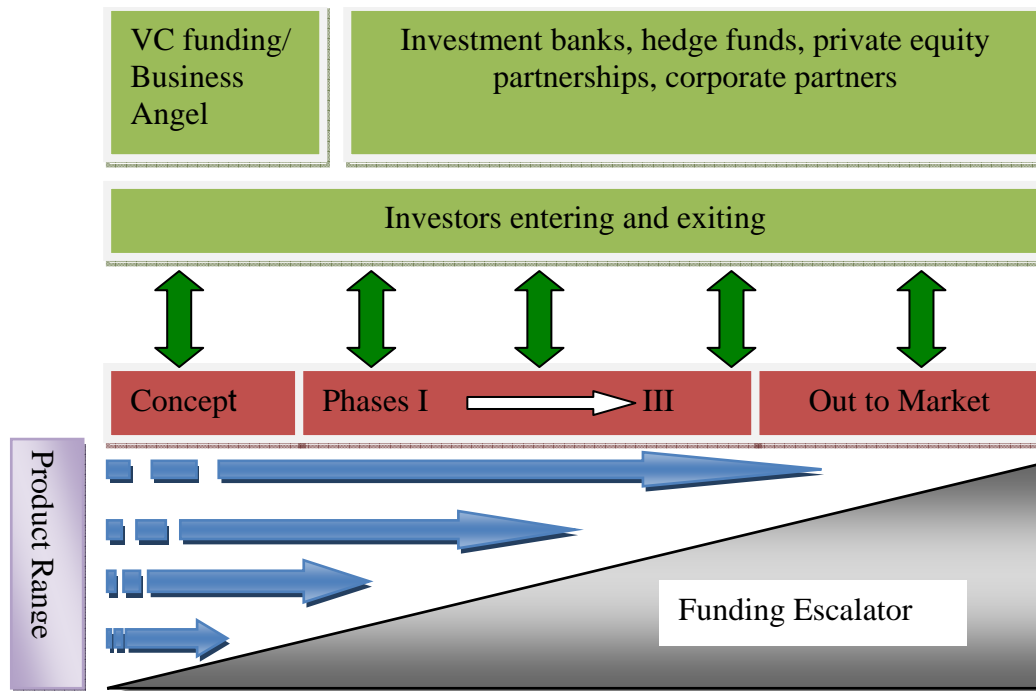 VC funding/
Business
Angel
Investment banks, hedge funds, private equity
partnerships, corporate partners
Investors entering and exiting
Concept
Phases I III
Out to Market
Product Range
Funding Escalator